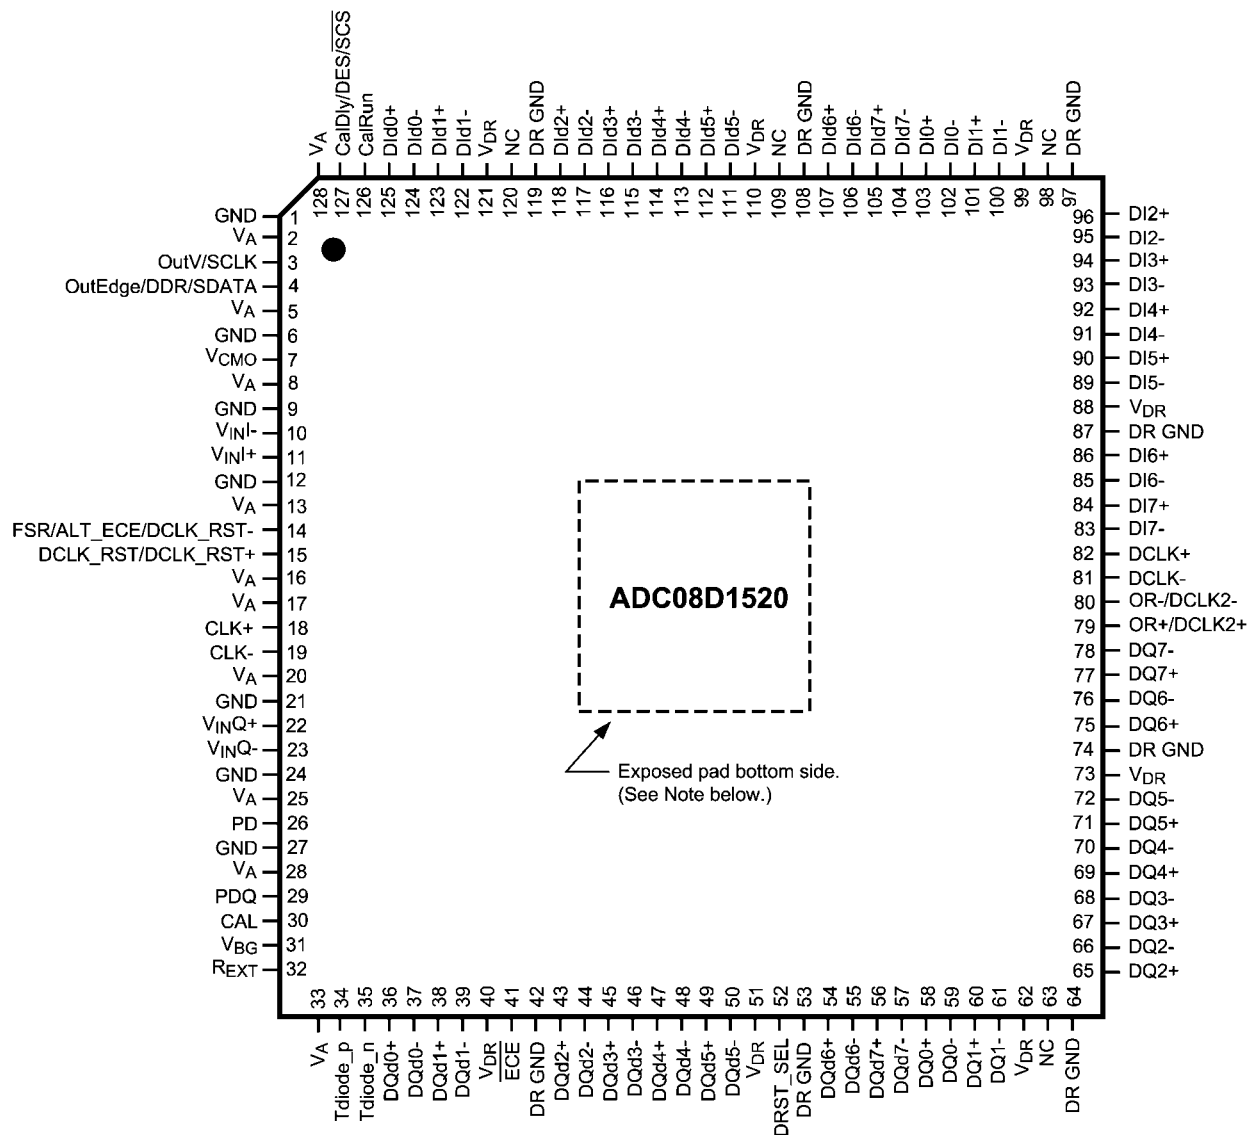 VA
CalDly/DES/SCS
CalRun
DId0+
DId0-
DId1+
DId1-
VDR
NC
DR GND
DId2+
DId2-
DId3+
DId3-
DId4+
DId4-
DId5+
DId5-
VDR
NC
DR GND
DId6+
DId6-
DId7+
DId7-
DI0+
DI0-
DI1+
DI1-
VDR
NC
DR GND
128
127
126
125
124
123
122
121
120
119
118
117
116
115
114
113
112
111
110
109
108
107
106
105
104
103
102
101
100
99
98
97
GND 1
VA 2
OutV/SCLK 3
OutEdge/DDR/SDATA 4
VA 5
GND 6
VCMO 7
VA 8
GND 9
VINI- 10
VINI+ 11
GND 12
VA 13
FSR/ALT_ECE/DCLK_RST- 14
DCLK_RST/DCLK_RST+ 15
VA 16
VA 17
CLK+ 18
CLK- 19
VA 20
GND 21
VINQ+ 22
VINQ- 23
GND 24
VA 25
PD 26
GND 27
VA 28
PDQ 29
CAL 30
VBG 31
REXT 32
ADC08D1520
Exposed pad bottom side.
(See Note below.)
96 DI2+
95 DI2-
94 DI3+
93 DI3-
92 DI4+
91 DI4-
90 DI5+
89 DI5-
88 VDR
87 DR GND
86 DI6+
85 DI6-
84 DI7+
83 DI7-
82 DCLK+
81 DCLK-
80 OR-/DCLK2-
79 OR+/DCLK2+
78 DQ7-
77 DQ7+
76 DQ6-
75 DQ6+
74 DR GND
73 VDR
72 DQ5-
71 DQ5+
70 DQ4-
69 DQ4+
68 DQ3-
67 DQ3+
66 DQ2-
65 DQ2+
33
34
35
36
37
38
39
40
41
42
43
44
45
46
47
48
49
50
51
52
53
54
55
56
57
58
59
60
61
62
63
64
VA
Tdiode_p
Tdiode_n
DQd0+
DQd0-
DQd1+
DQd1-
VDR
ECE
DR GND
DQd2+
DQd2-
DQd3+
DQd3-
DQd4+
DQd4-
DQd5+
DQd5-
VDR
DRST_SEL
DR GND
DQd6+
DQd6-
DQd7+
DQd7-
DQ0+
DQ0-
DQ1+
DQ1-
VDR
NC
DR GND